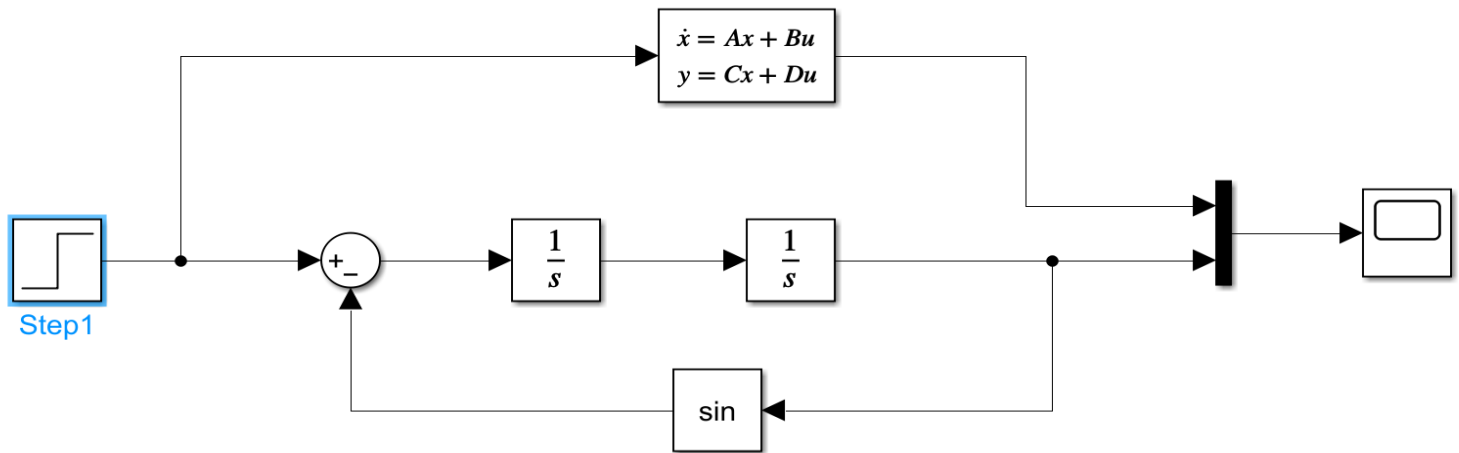 ẋ = Ax + Bu
y = Cx + Du
+
−
1
s
1
s
Step1
sin